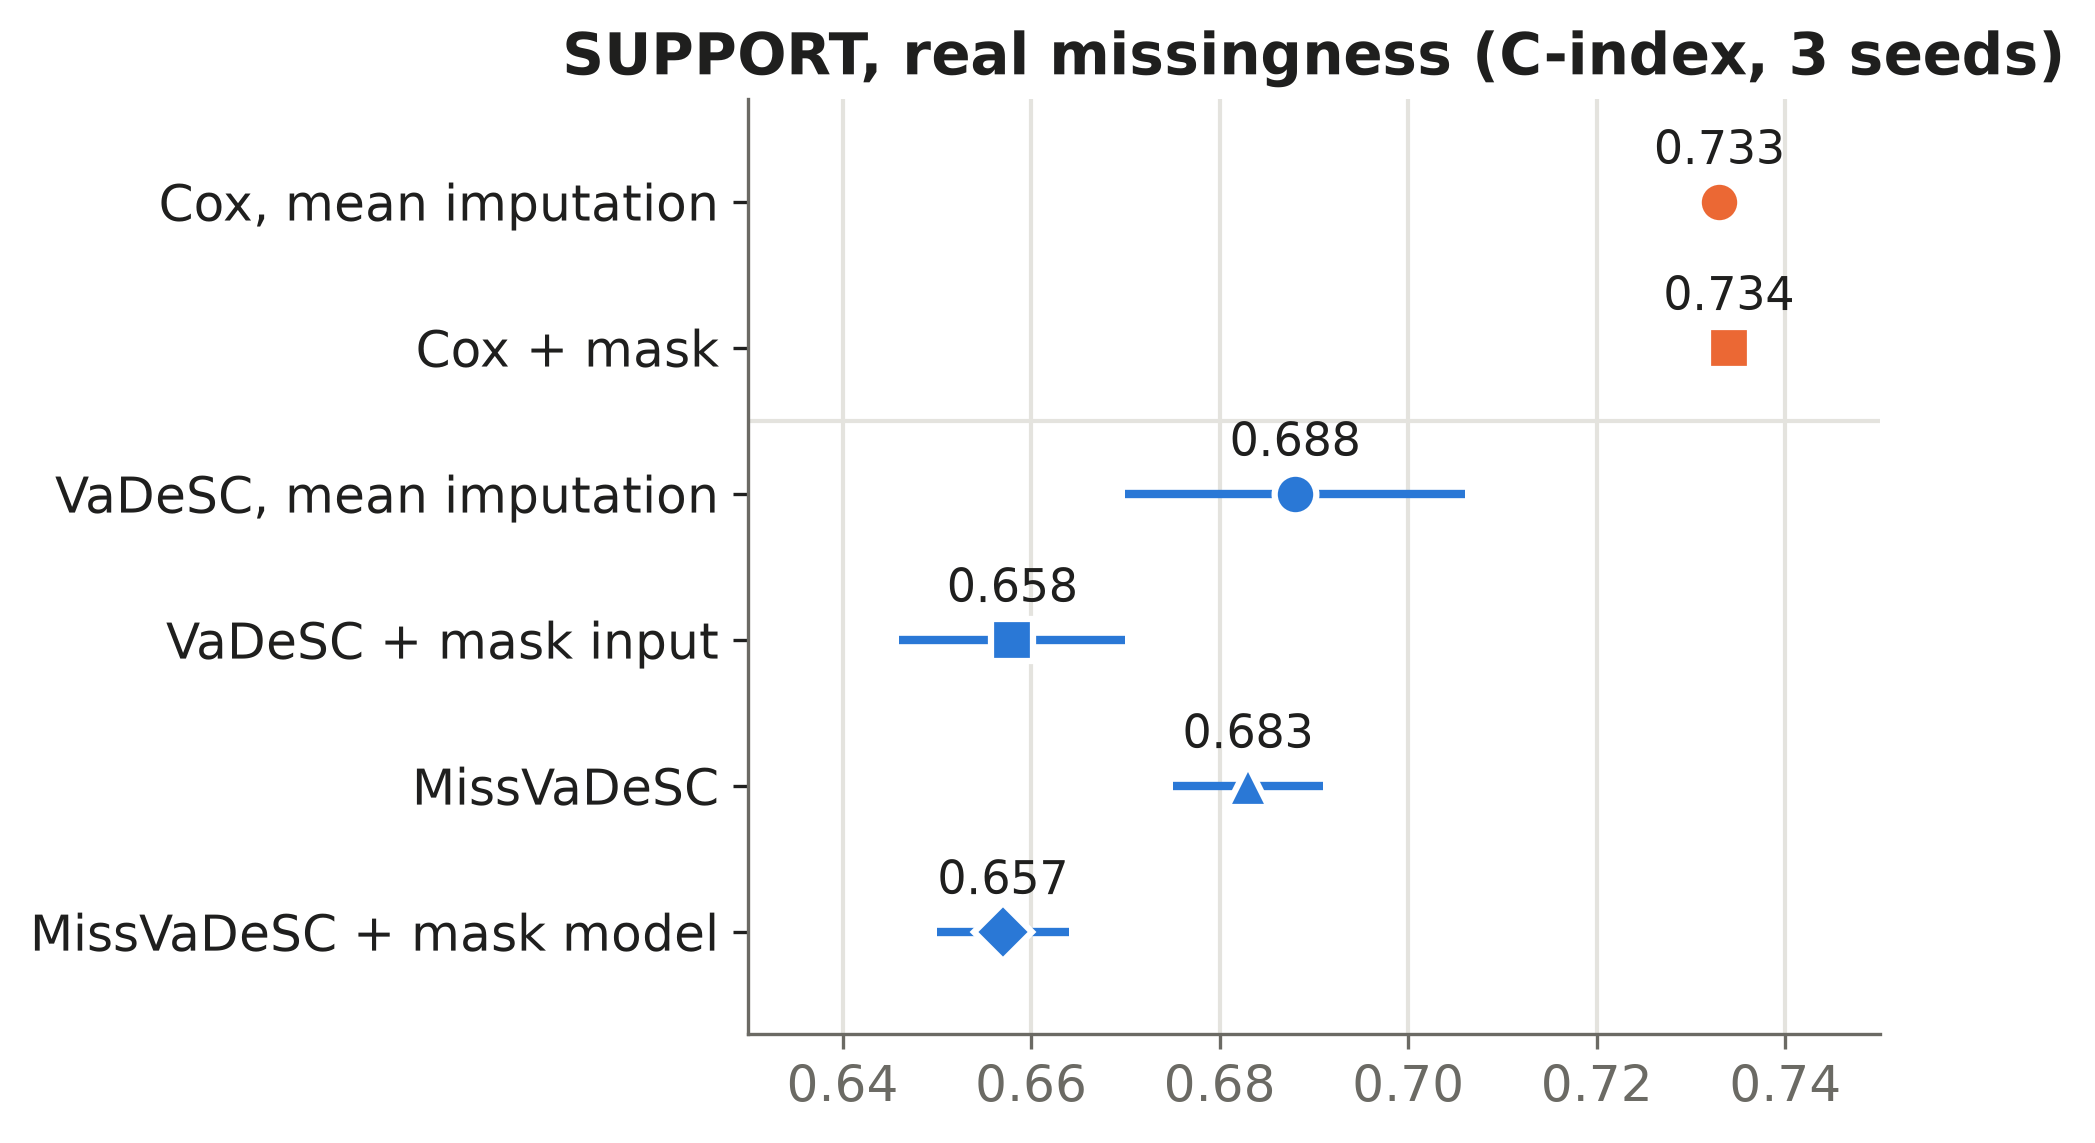 SUPPORT, real missingness (C-index, 3 seeds)
Cox, mean imputation
0.733
Cox + mask
0.734
VaDeSC, mean imputation
0.688
VaDeSC + mask input
0.658
MissVaDeSC
0.683
MissVaDeSC + mask model
0.657
0.64 0.66 0.68 0.70 0.72 0.74